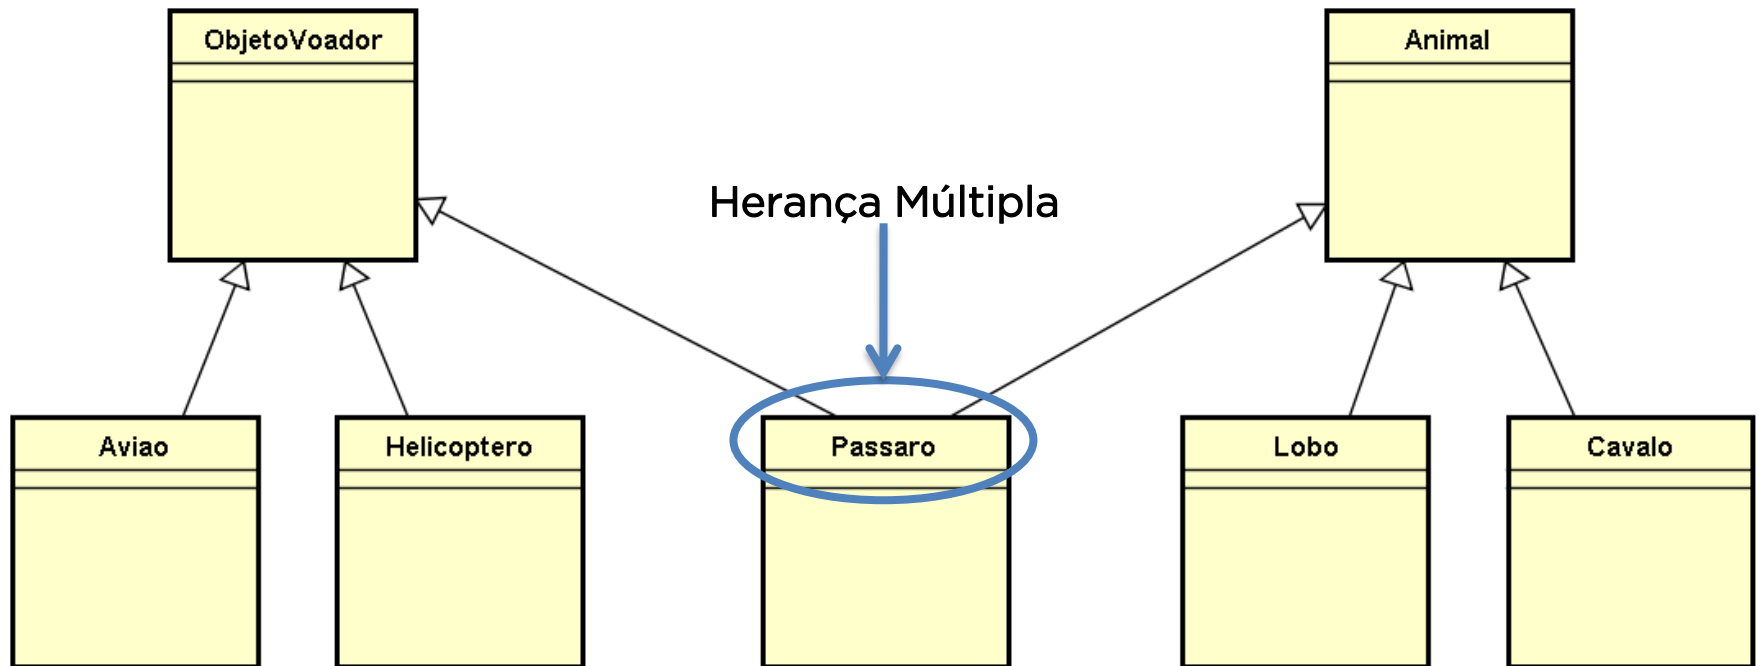 ObjetoVoador
Animal
Herança Múltipla
Aviao
Helicoptero
Passaro
Lobo
Cavalo